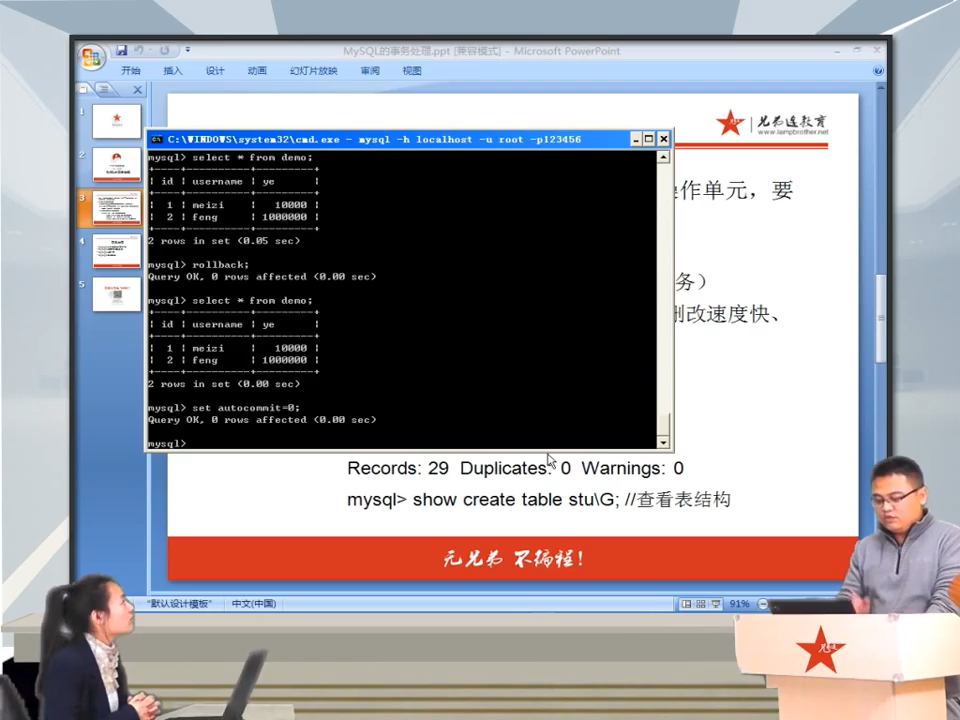 MySQL的事务处理.ppt [兼容模式] - Microsoft PowerPoint
开始 插入 设计 动画 幻灯片放映 审阅 视图
1
2
3
4
5
兄弟连教育
www.lampbrother.net
操作单元，要
务）
删改速度快、
C:\WINDOWS\system32\cmd.exe - mysql -h localhost -u root -p123456
mysql> select * from demo;
| id | username | ye |
| 1 | meizi | 10000 |
| 2 | feng | 1000000 |
2 rows in set (0.05 sec)
mysql> rollback;
Query OK, 0 rows affected (0.00 sec)
mysql> select * from demo;
| id | username | ye |
| 1 | meizi | 10000 |
| 2 | feng | 1000000 |
2 rows in set (0.00 sec)
mysql> set autocommit=0;
Query OK, 0 rows affected (0.00 sec)
mysql>
Records: 29 Duplicates: 0 Warnings: 0
mysql> show create table stu\G; //查看表结构
无兄弟 不编程！
"默认设计模板" 中文(中国) 91%